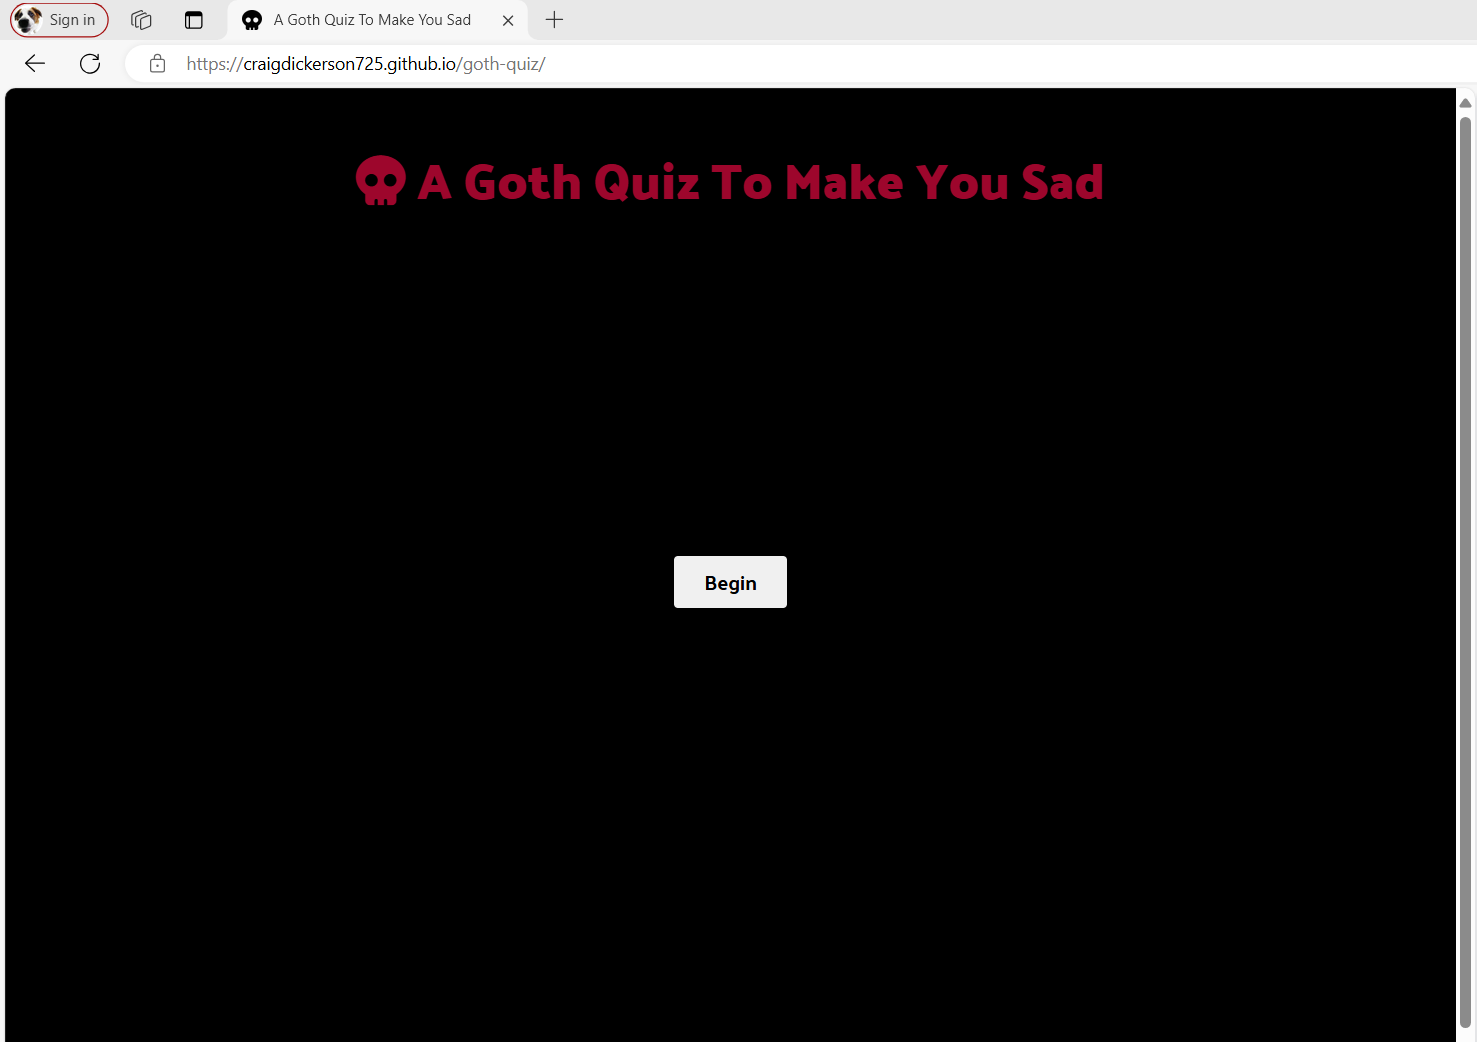 Sign in
A Goth Quiz To Make You Sad
https://craigdickerson725.github.io/goth-quiz/
A Goth Quiz To Make You Sad
Begin